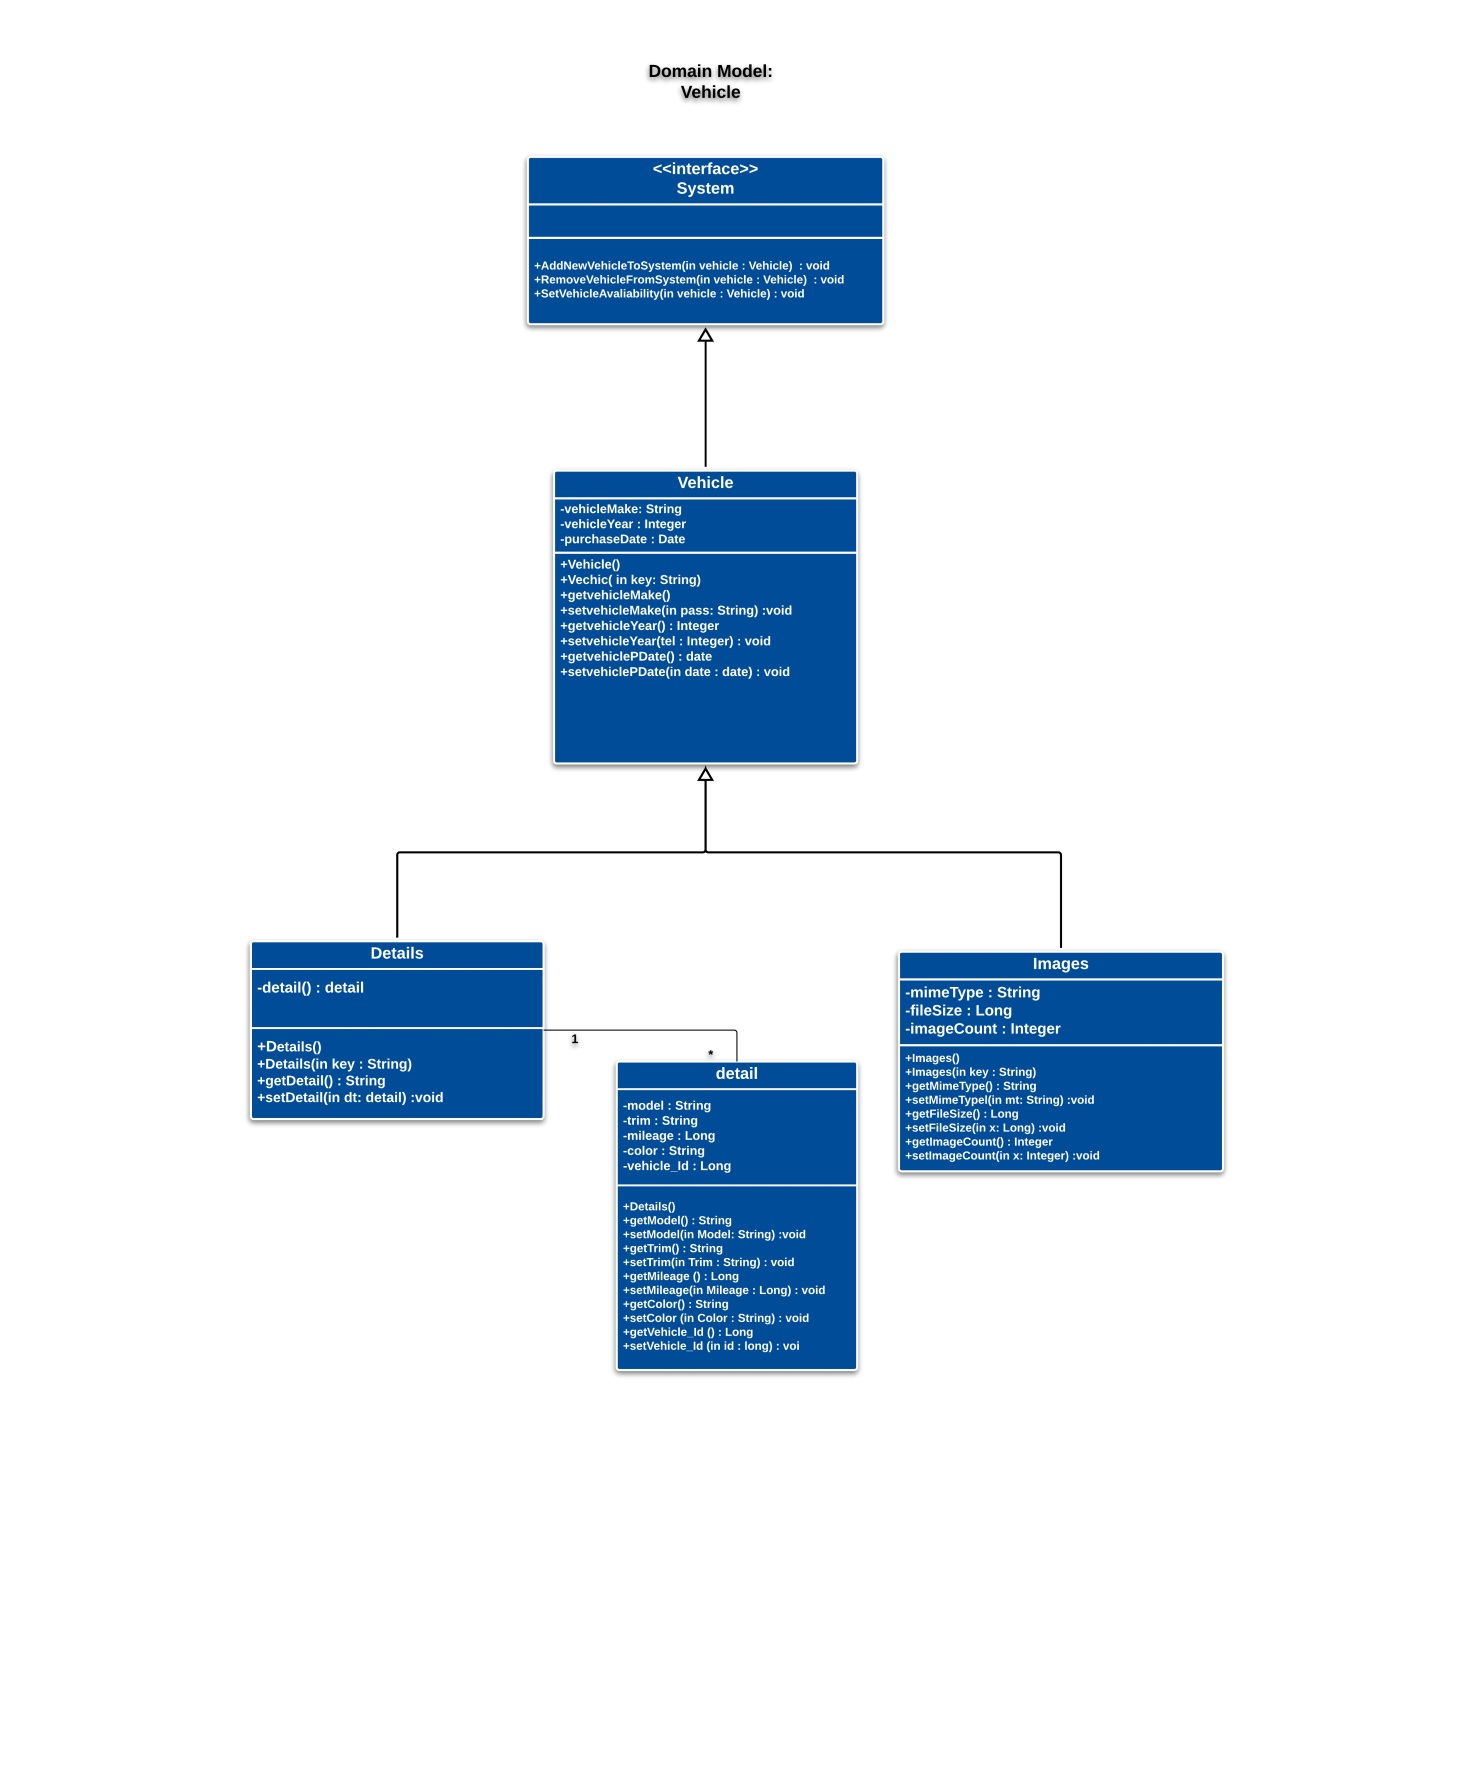 Domain Model:
Vehicle
<<interface>>
System
+AddNewVehicleToSystem(in vehicle : Vehicle)  : void
+RemoveVehicleFromSystem(in vehicle : Vehicle)  : void
+SetVehicleAvaliability(in vehicle : Vehicle) : void
Vehicle
-vehicleMake: String
-vehicleYear : Integer
-purchaseDate : Date
+Vehicle()
+Vechic( in key: String)
+getvehicleMake()
+setvehicleMake(in pass: String) :void
+getvehicleYear() : Integer
+setvehicleYear(tel : Integer) : void
+getvehiclePDate() : date
+setvehiclePDate(in date : date) : void
Details
-detail() : detail
+Details()
+Details(in key : String)
+getDetail() : String
+setDetail(in dt: detail) :void
1
*
detail
-model : String
-trim : String
-mileage : Long
-color : String
-vehicle_Id : Long
+Details()
+getModel() : String
+setModel(in Model: String) :void
+getTrim() : String
+setTrim(in Trim : String) : void
+getMileage () : Long
+setMileage(in Mileage : Long) : void
+getColor() : String
+setColor (in Color : String) : void
+getVehicle_Id () : Long
+setVehicle_Id (in id : long) : voi
Images
-mimeType : String
-fileSize : Long
-imageCount : Integer
+Images()
+Images(in key : String)
+getMimeType() : String
+setMimeTypel(in mt: String) :void
+getFileSize() : Long
+setFileSize(in x: Long) :void
+getImageCount() : Integer
+setImageCount(in x: Integer) :void